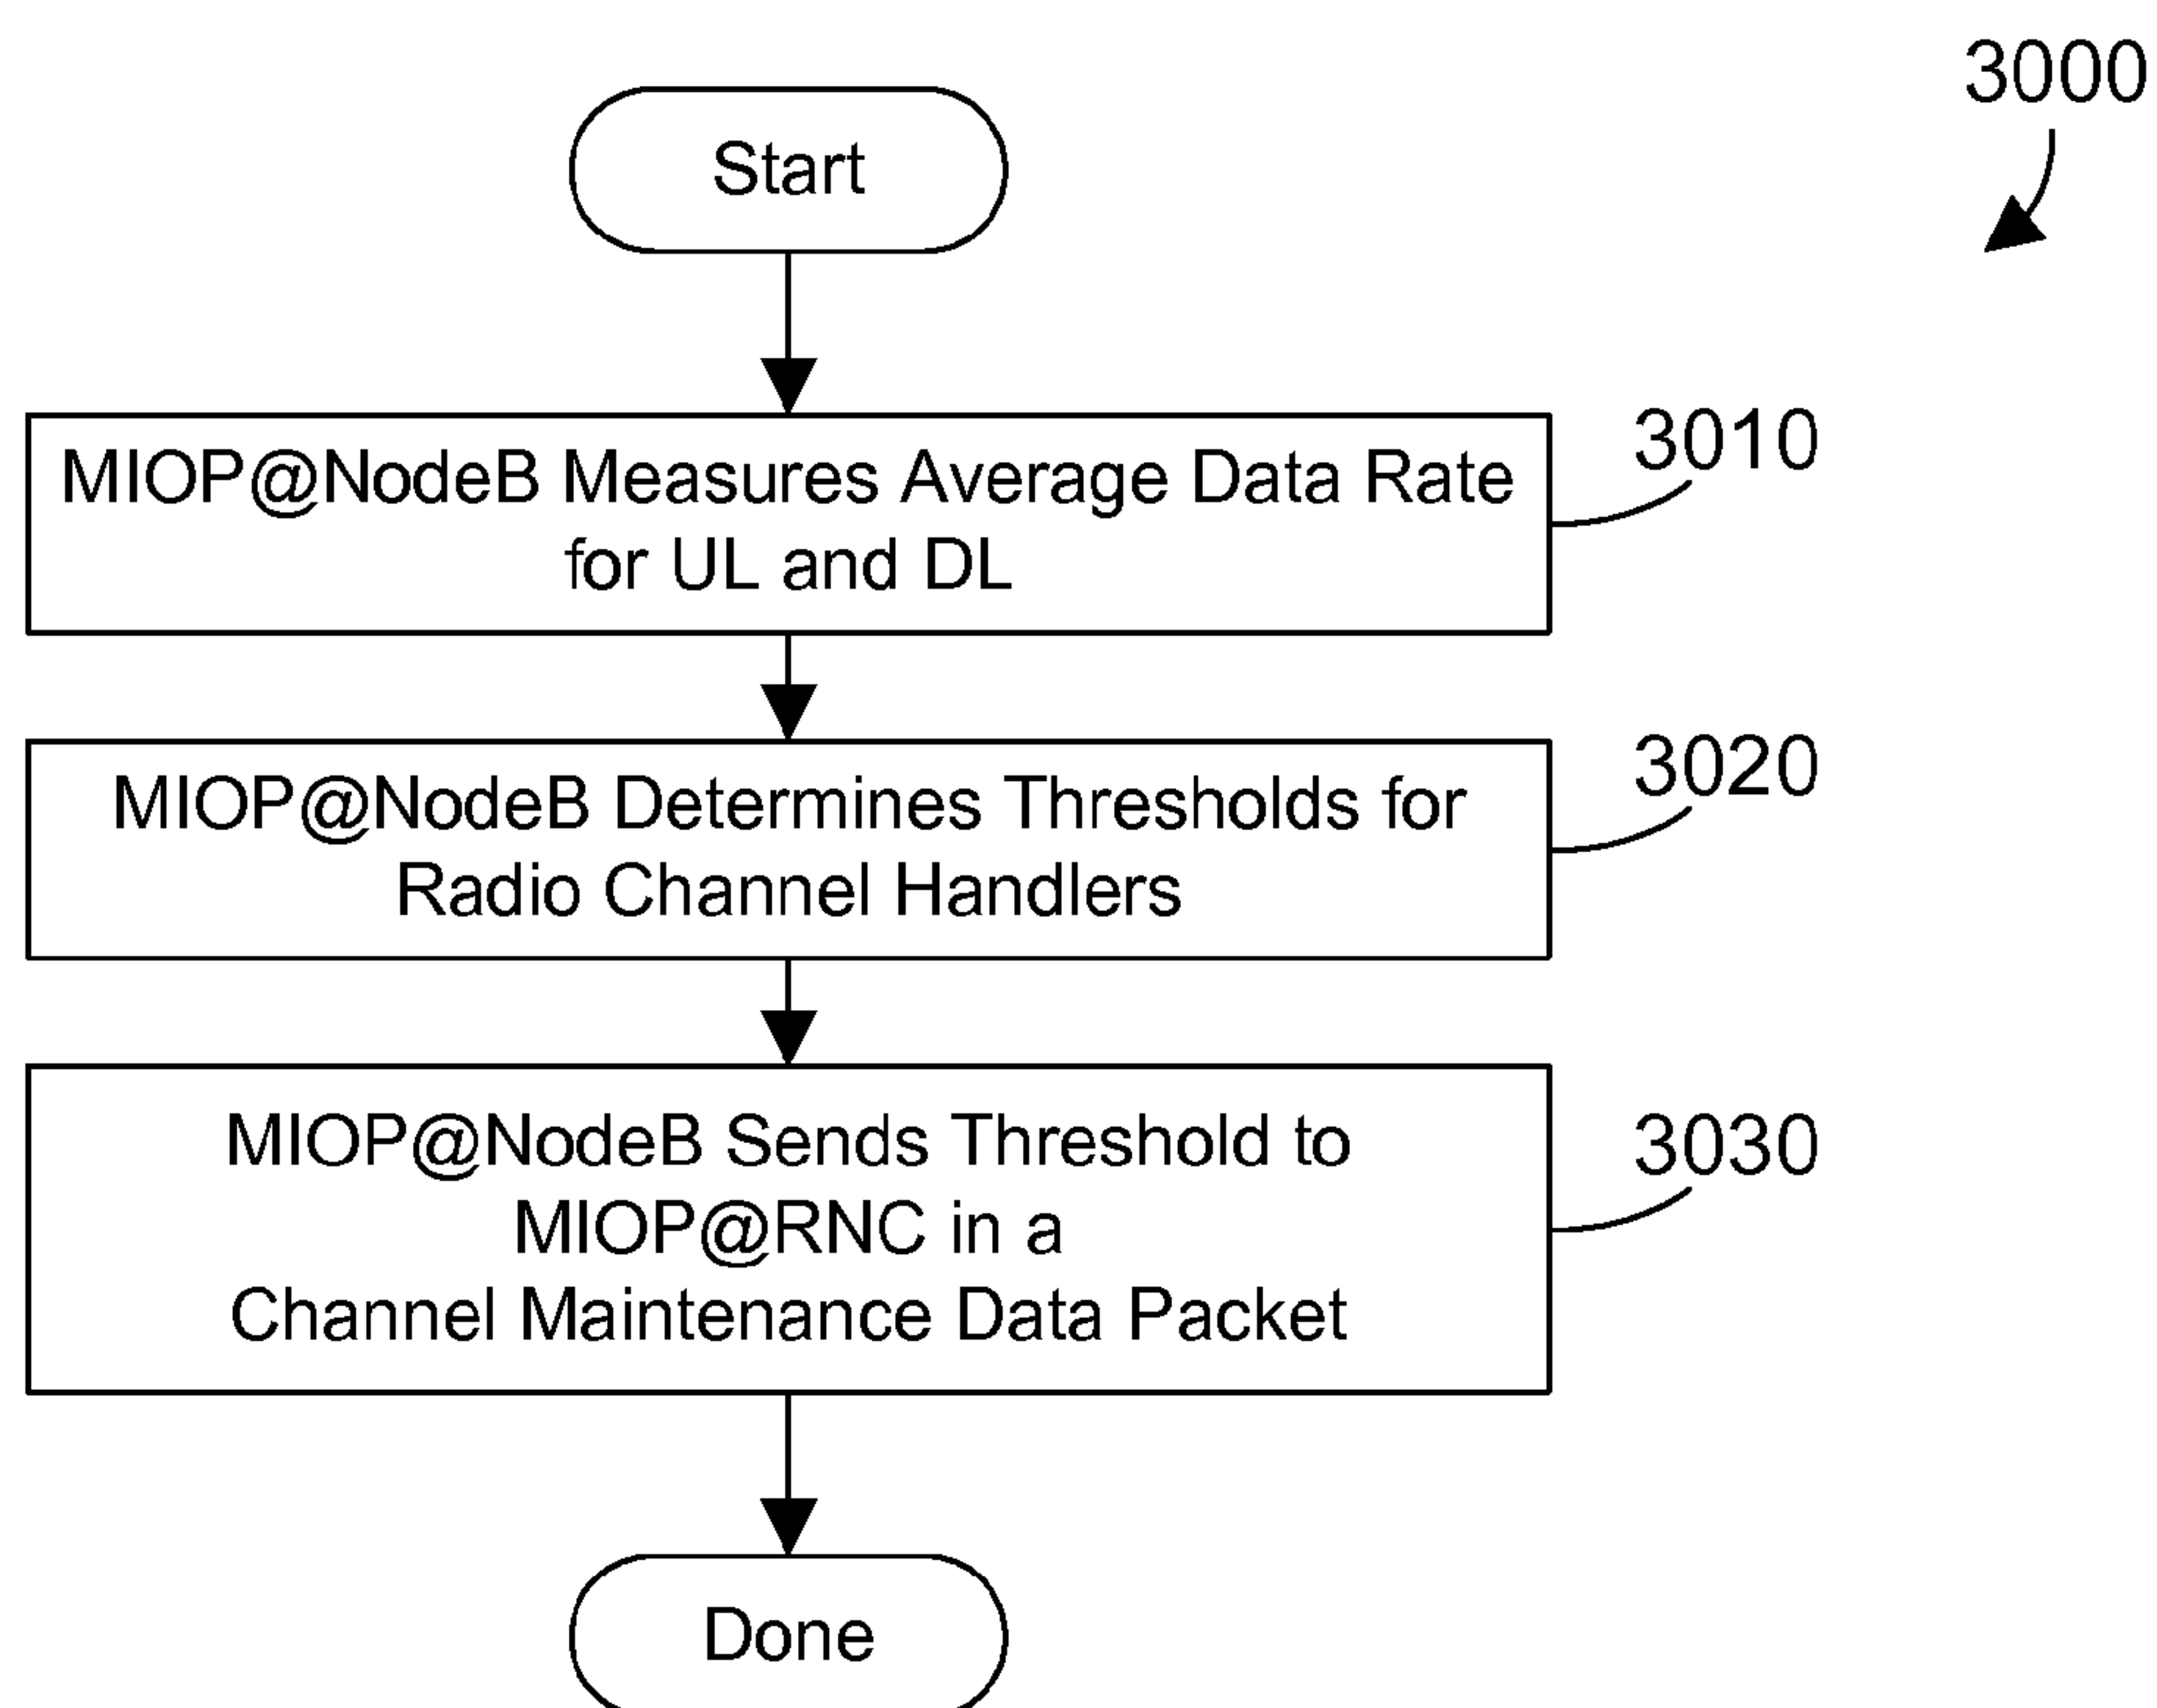 3000
Start
MIOP@NodeB Measures Average Data Rate
for UL and DL
3010
MIOP@NodeB Determines Thresholds for
Radio Channel Handlers
3020
MIOP@NodeB Sends Threshold to
MIOP@RNC in a
Channel Maintenance Data Packet
3030
Done